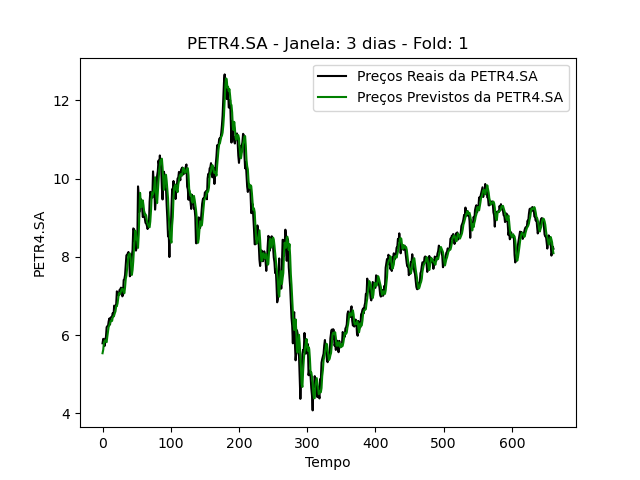 PETR4.SA - Janela: 3 dias - Fold: 1
Preços Reais da PETR4.SA
Preços Previstos da PETR4.SA
PETR4.SA
12
10
8
6
4
0
100
200
300
400
500
600
Tempo